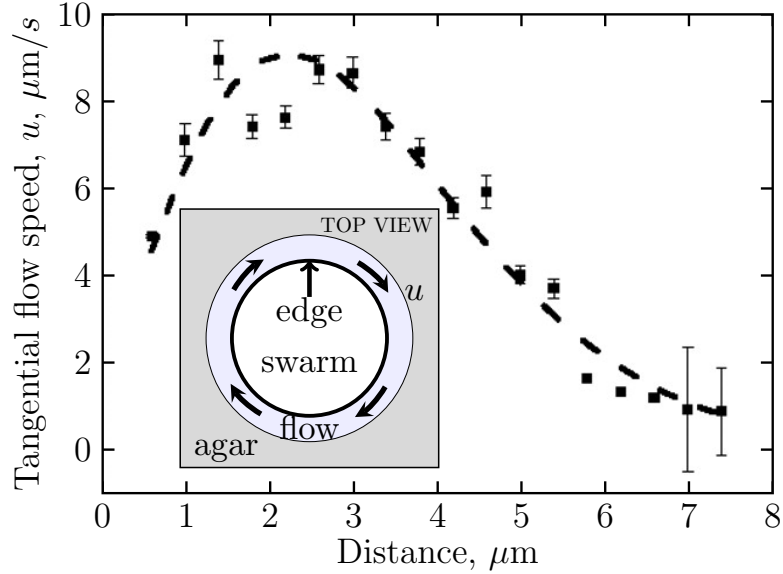 Tangential flow speed, u, μm/s
10
8
6
4
2
0
TOP VIEW
u
edge
swarm
flow
agar
0 1 2 3 4 5 6 7 8
Distance, μm